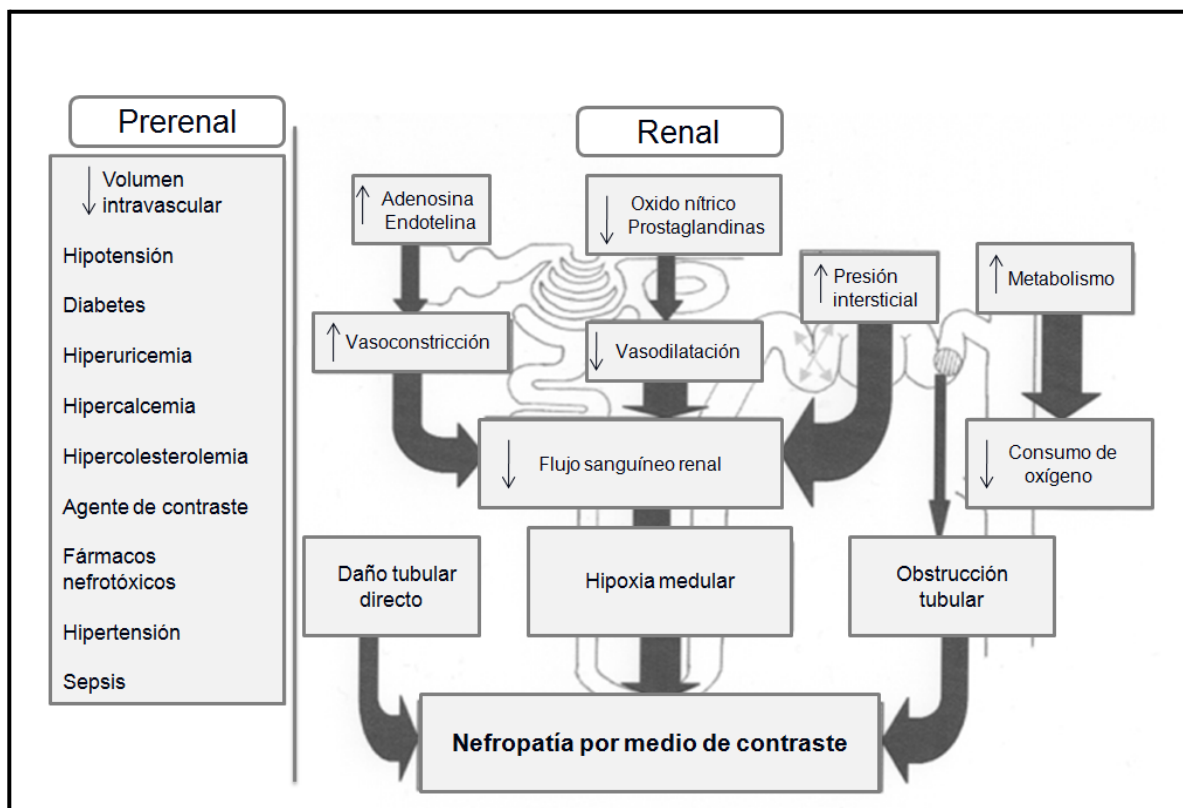 Prerenal
↓ Volumen
intravascular
Hipotensión
Diabetes
Hiperuricemia
Hipercalcemia
Hipercolesterolemia
Agente de contraste
Fármacos
nefrotóxicos
Hipertensión
Sepsis
Renal
↑ Adenosina
Endotelina
↓ Oxido nítrico
Prostaglandinas
↑ Presión
intersticial
↑ Metabolismo
↑ Vasoconstricción
↓ Vasodilatación
↓ Flujo sanguíneo renal
↓ Consumo de
oxígeno
Daño tubular
directo
Hipoxia medular
Obstrucción
tubular
Nefropatía por medio de contraste